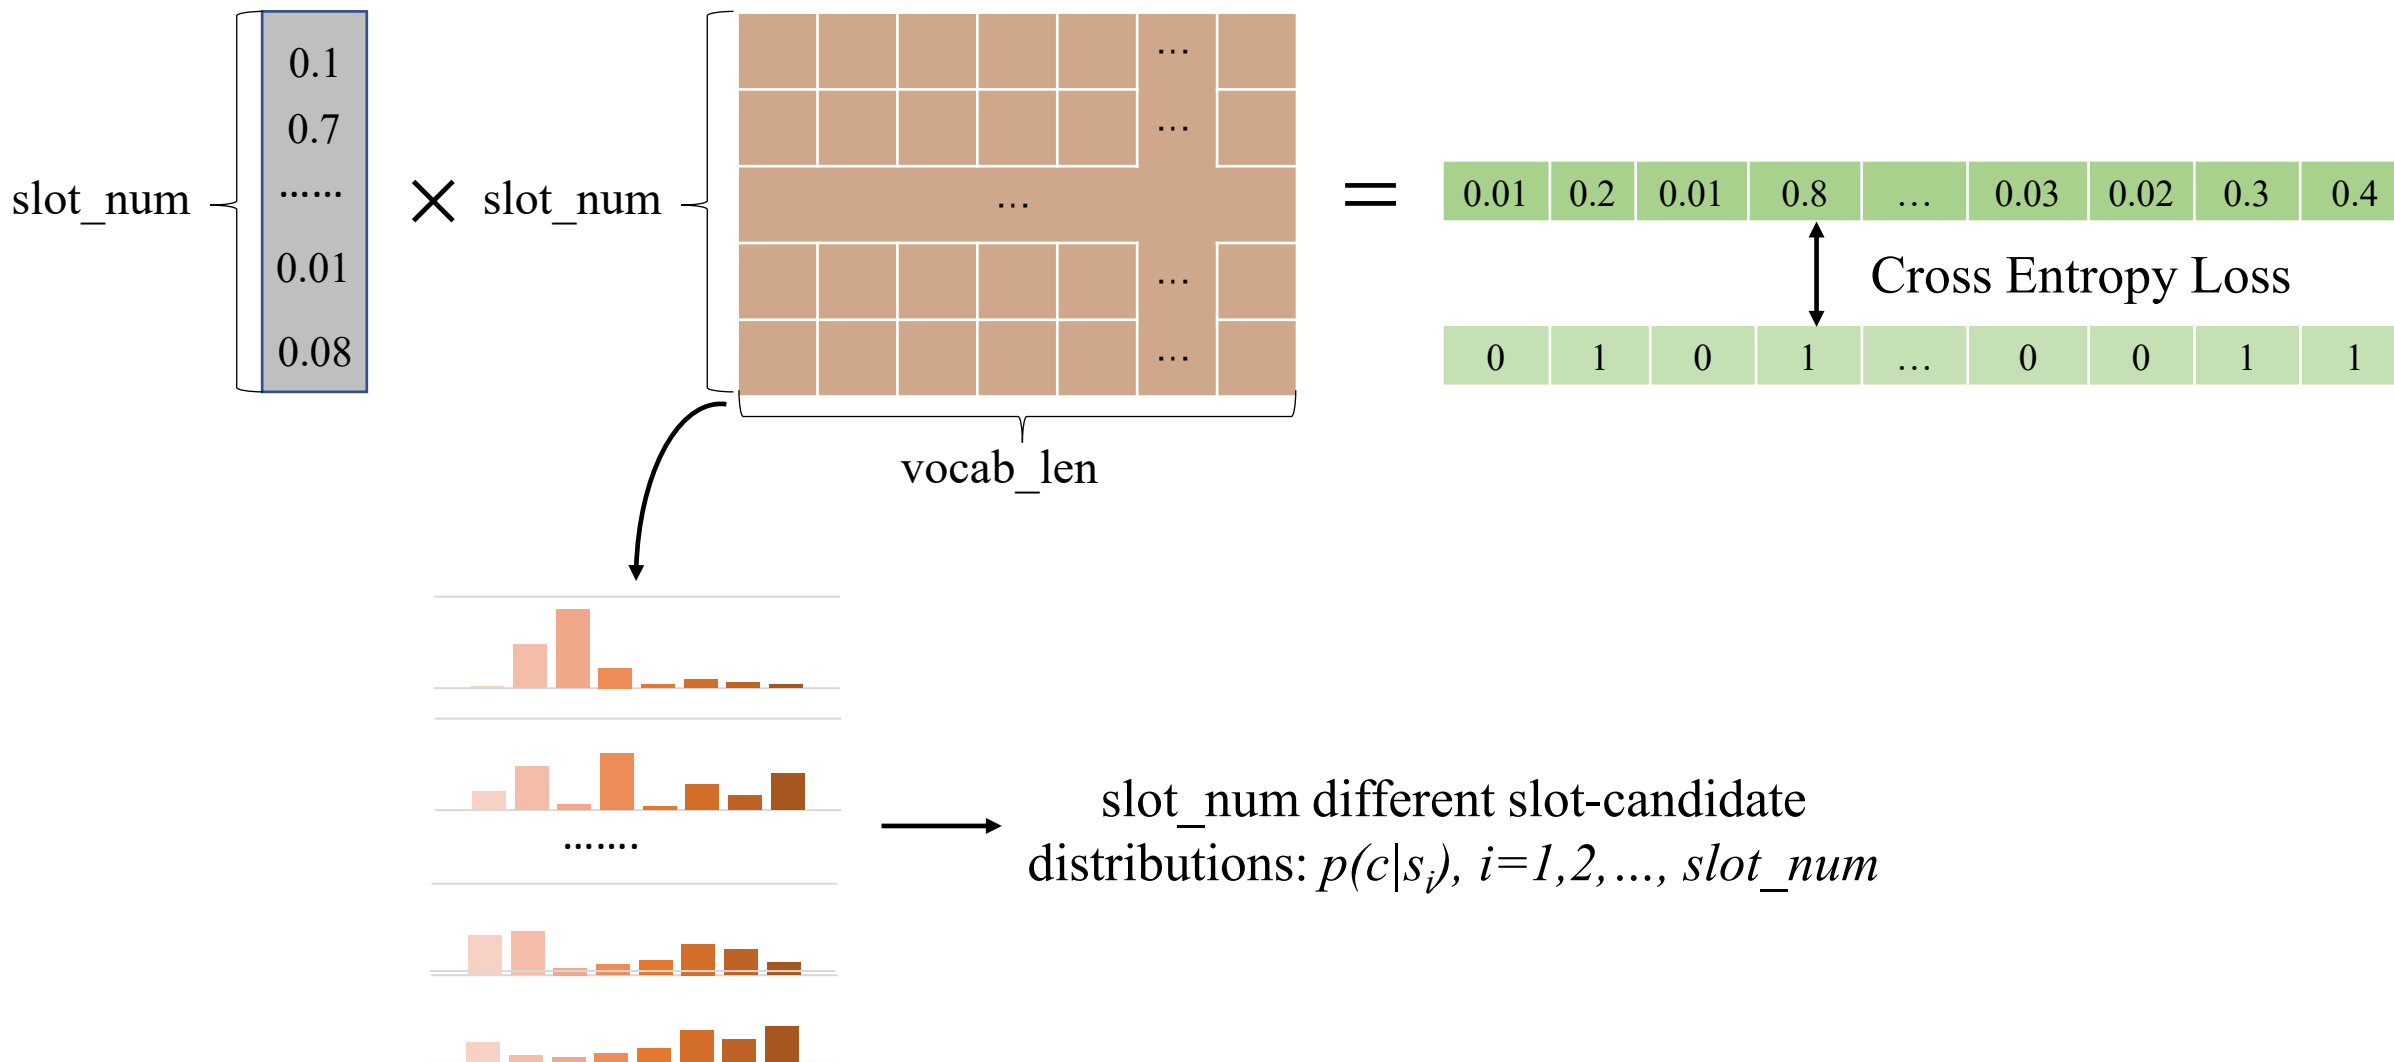 slot_num
0.1
0.7
......
0.01
0.08
×
slot_num
...
...
...
...
...
vocab_len
=
0.01 0.2 0.01 0.8 ... 0.03 0.02 0.3 0.4
Cross Entropy Loss
0 1 0 1 ... 0 0 1 1
.......
slot_num different slot-candidate
distributions: p(c|s_i), i=1,2,..., slot_num